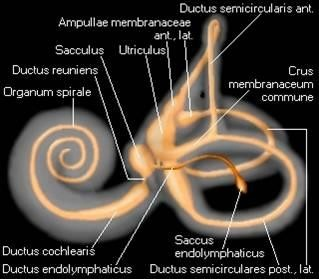 Ductus semicircularis ant.
Ampullae membranaceae
ant., lat.
Sacculus
Utriculus
Ductus reuniens
Crus
membranaceum
commune
Organum spirale
Ductus cochlearis
Ductus endolymphaticus
Saccus
endolymphaticus
Ductus semicirculares post., lat.